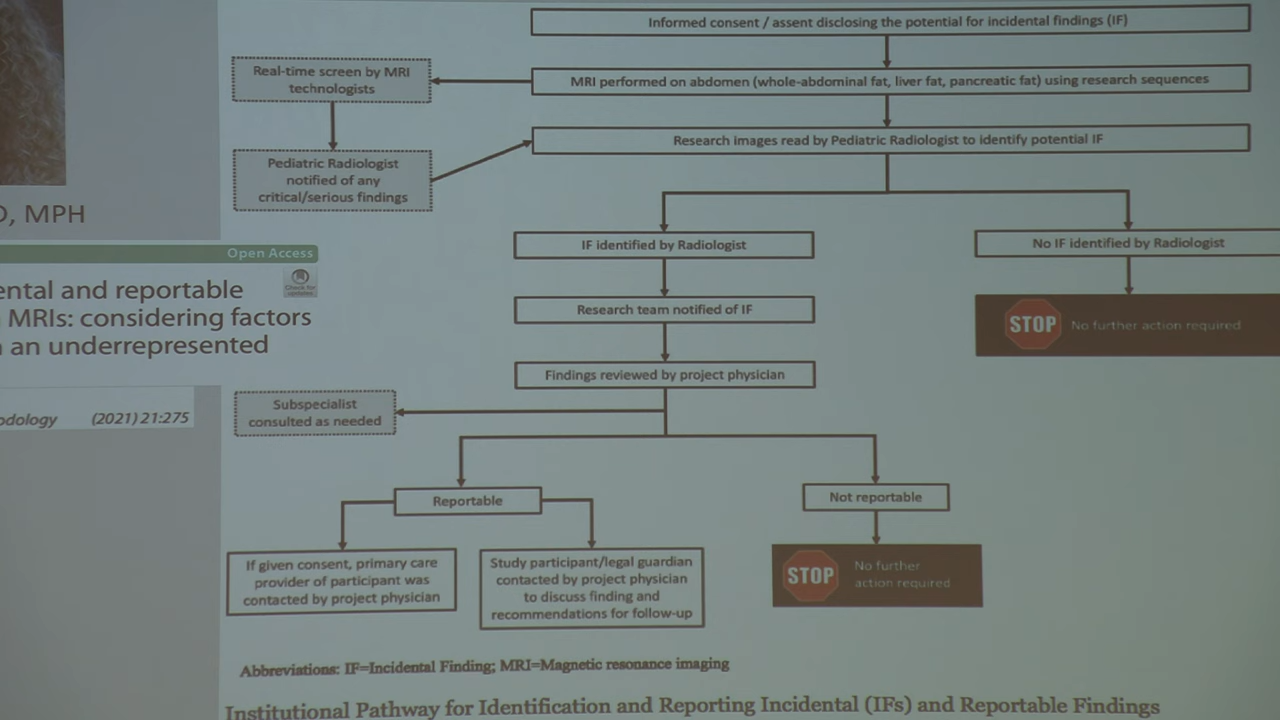 Informed consent / assent disclosing the potential for incidental findings (IF)
Real-time screen by MRI
technologists
MRI performed on abdomen (whole-abdominal fat, liver fat, pancreatic fat) using research sequences
Research images read by Pediatric Radiologist to identify potential IF
Pediatric Radiologist
notified of any
critical/serious findings
, MPH
Open Access
Check for
updates
ental and reportable
MRIs: considering factors
an underrepresented
odology (2021) 21:275
IF identified by Radiologist
No IF identified by Radiologist
Research team notified of IF
STOP No further action required
Findings reviewed by project physician
Subspecialist
consulted as needed
Reportable
Not reportable
If given consent, primary care
provider of participant was
contacted by project physician
Study participant/legal guardian
contacted by project physician
to discuss finding and
recommendations for follow-up
STOP No further
action required
Abbreviations: IF=Incidental Finding; MRI=Magnetic resonance imaging
Institutional Pathway for Identification and Reporting Incidental (IFs) and Reportable Findings